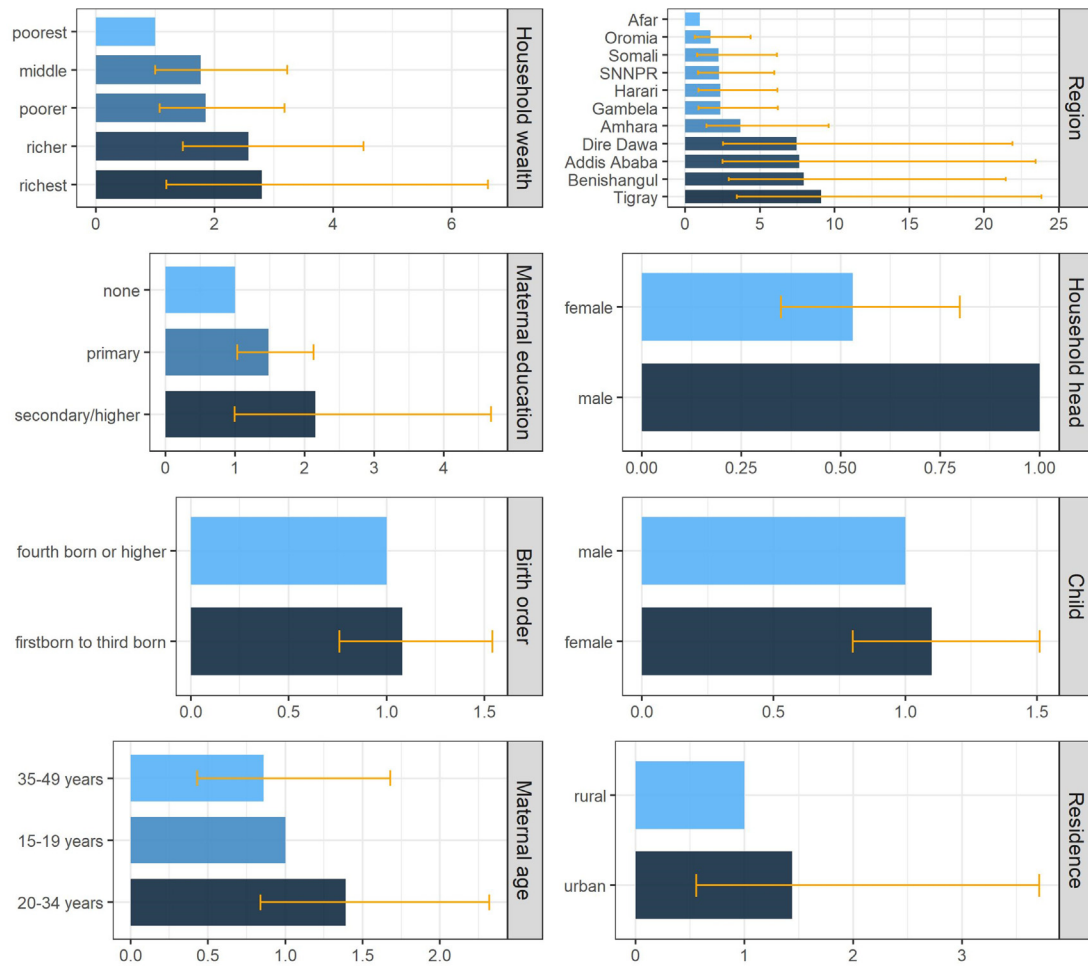 poorest
middle
poorer
richer
richest
0 2 4 6
Household wealth
Afar
Oromia
Somali
SNNPR
Harari
Gambela
Amhara
Dire Dawa
Addis Ababa
Benishangul
Tigray
0 5 10 15 20 25
Region
none
primary
secondary/higher
0 1 2 3 4
Maternal education
female
male
0.00 0.25 0.50 0.75 1.00
Household head
fourth born or higher
firstborn to third born
0.0 0.5 1.0 1.5
Birth order
male
female
0.0 0.5 1.0 1.5
Child
35-49 years
15-19 years
20-34 years
0.0 0.5 1.0 1.5 2.0
Maternal age
rural
urban
0 1 2 3
Residence